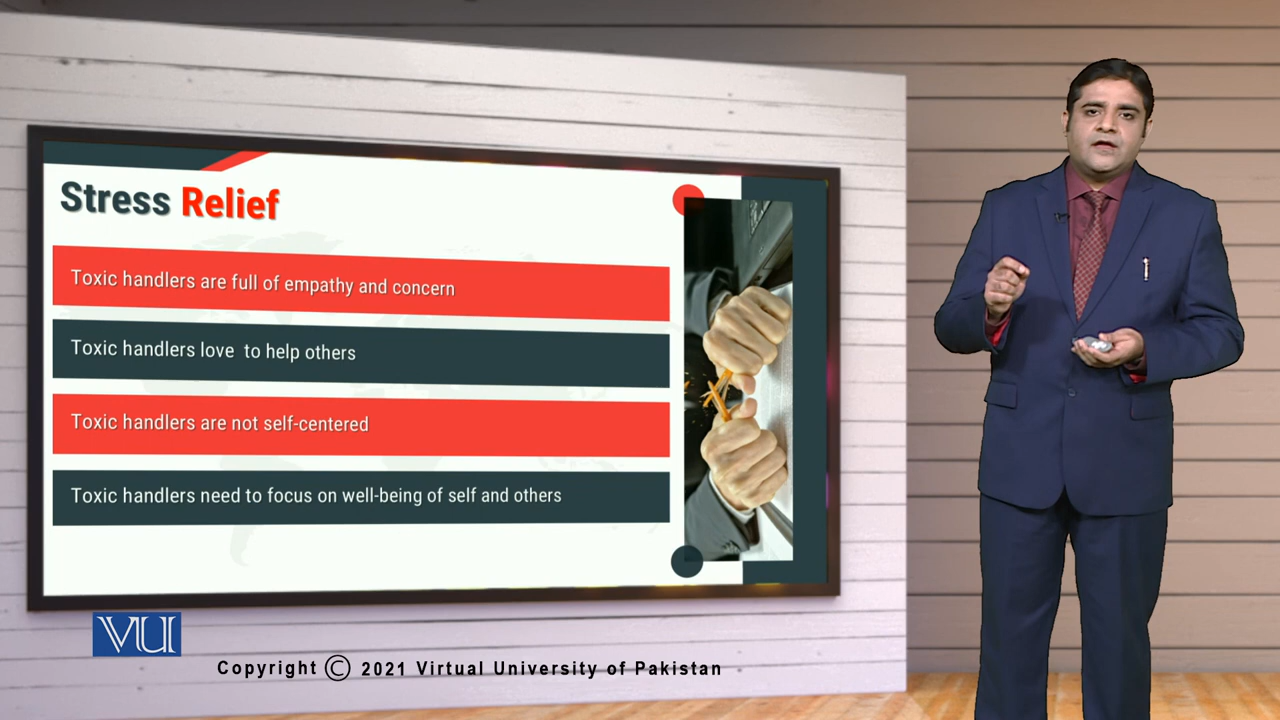 Stress Relief
Toxic handlers are full of empathy and concern
Toxic handlers love  to help others
Toxic handlers are not self-centered
Toxic handlers need to focus on well-being of self and others
VU
Copyright © 2021 Virtual University of Pakistan